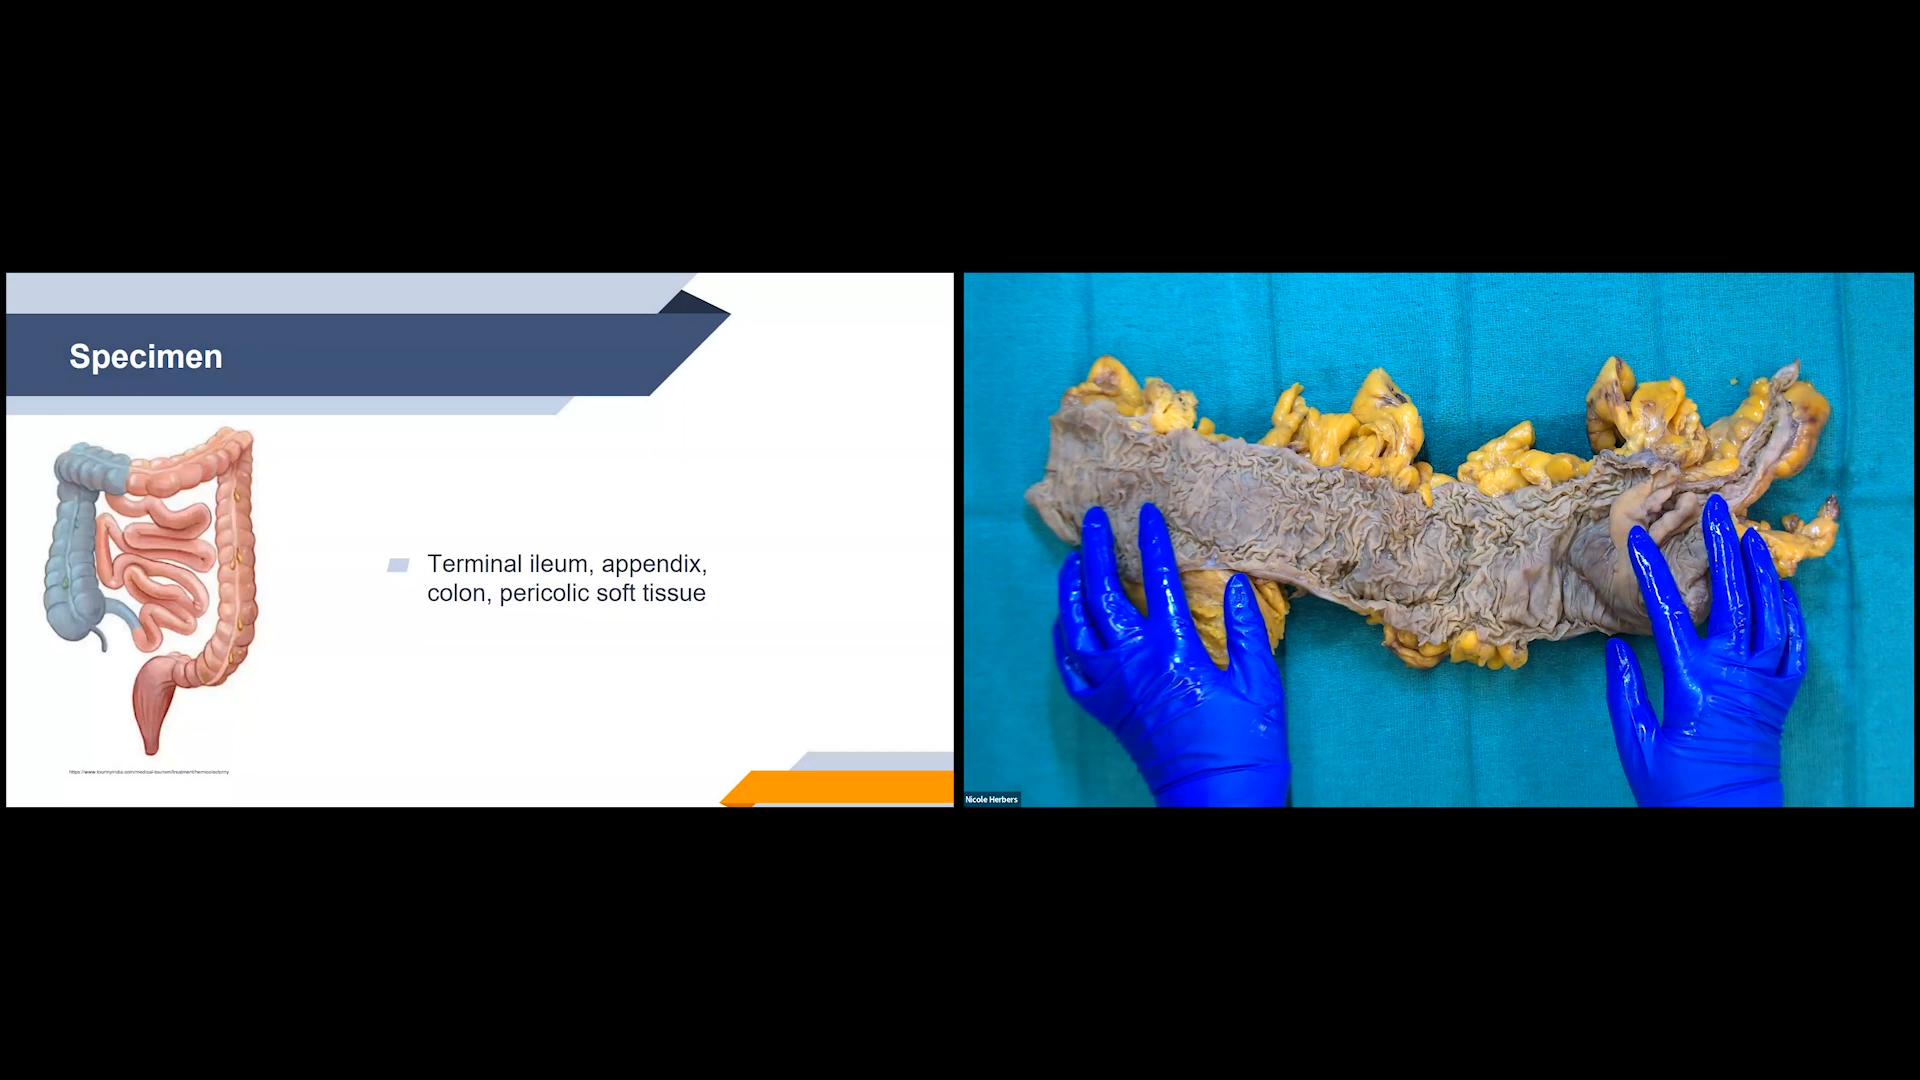 Specimen
Terminal ileum, appendix,
colon, pericolic soft tissue
Nicole Herbers